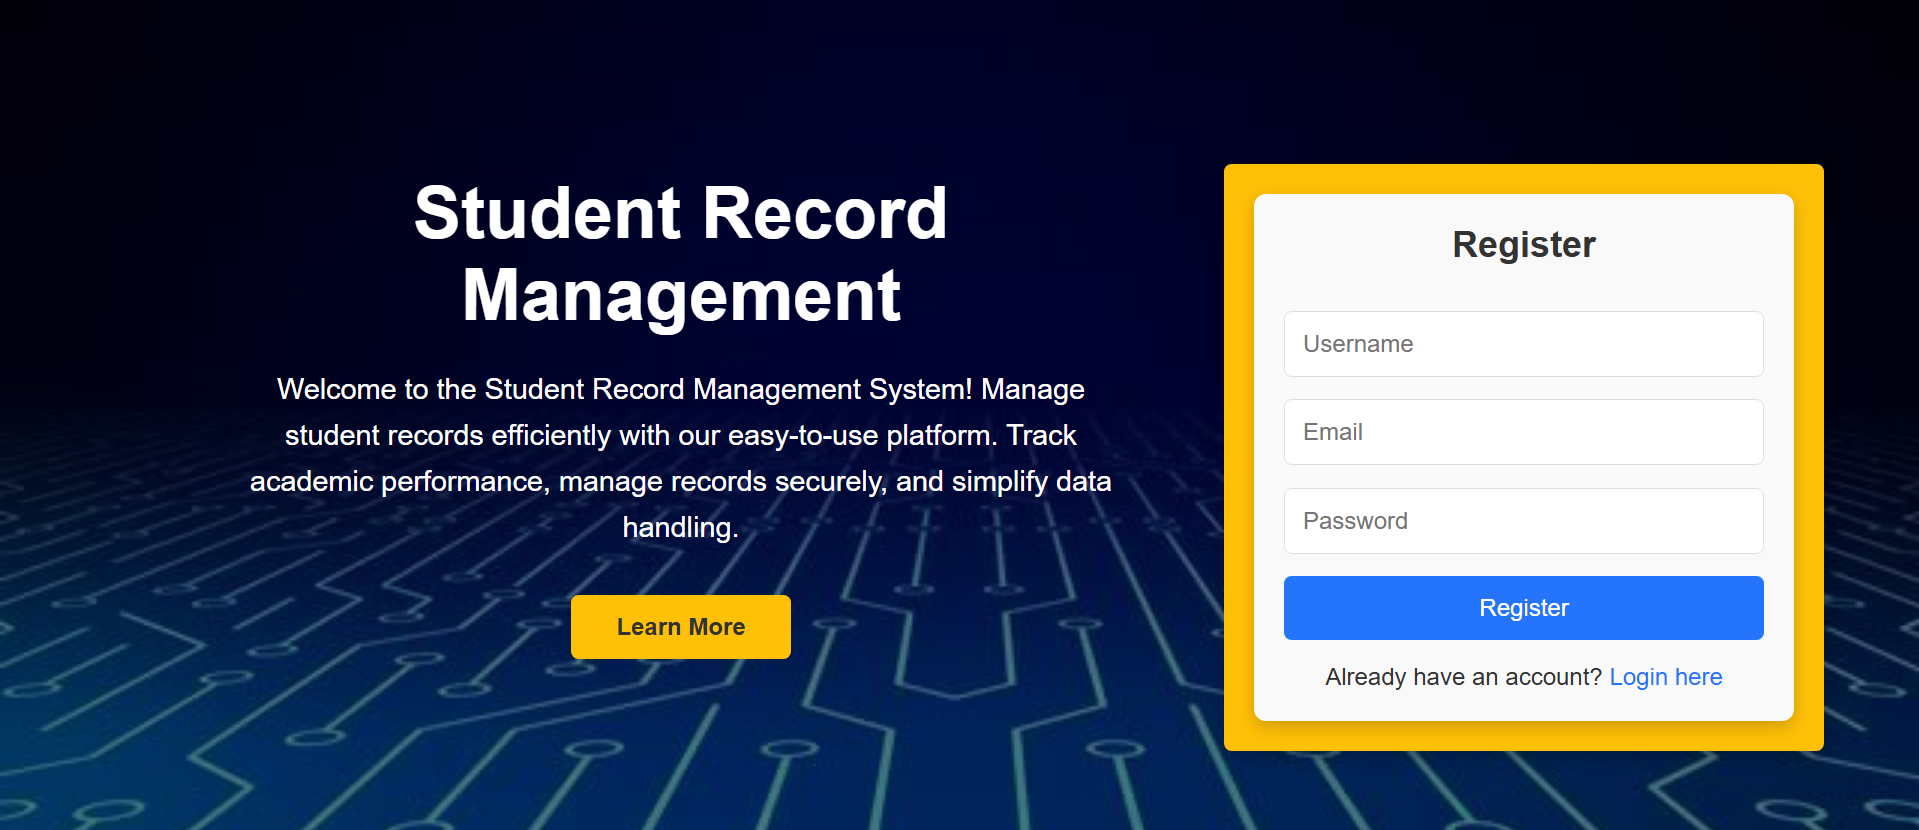 Student Record
Management
Welcome to the Student Record Management System! Manage
student records efficiently with our easy-to-use platform. Track
academic performance, manage records securely, and simplify data
handling.
Learn More
Register
Username
Email
Password
Register
Already have an account? Login here